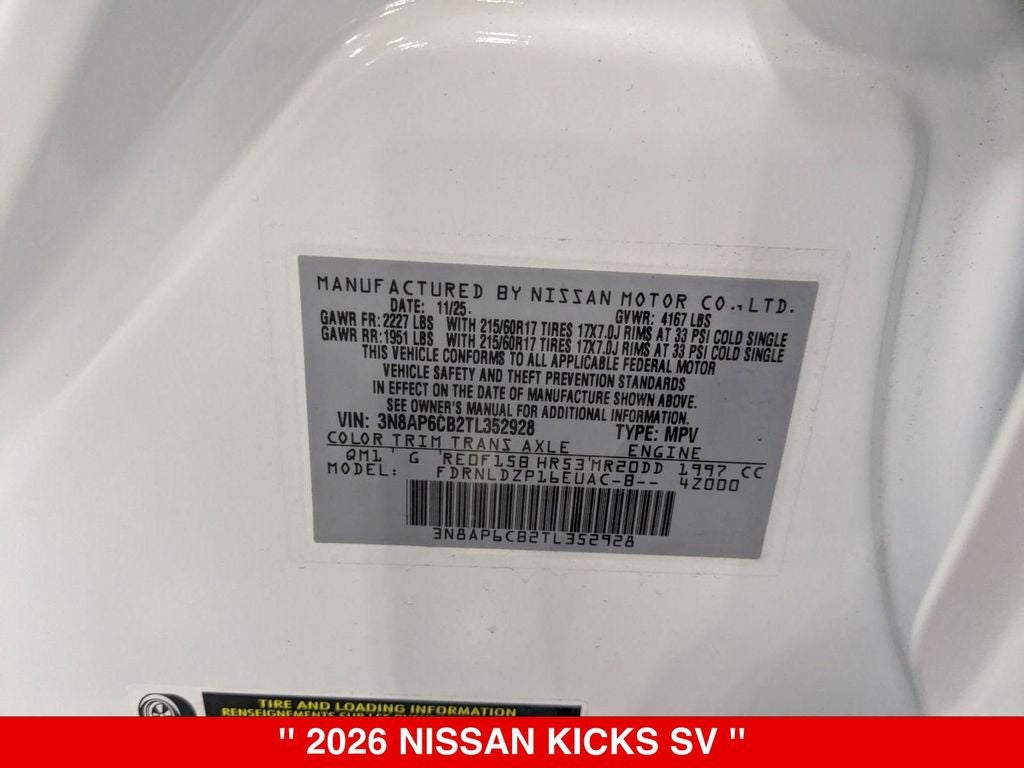 MANUFACTURED BY NISSAN MOTOR CO.,LTD.
DATE: 11/25. GVWR: 4167 LBS
GAWR FR: 2227 LBS WITH 215/60R17 TIRES 17X7.0J RIMS AT 33 PSI COLD SINGLE
GAWR RR: 1951 LBS WITH 215/60R17 TIRES 17X7.0J RIMS AT 33 PSI COLD SINGLE
THIS VEHICLE CONFORMS TO ALL APPLICABLE FEDERAL MOTOR
VEHICLE SAFETY AND THEFT PREVENTION STANDARDS
IN EFFECT ON THE DATE OF MANUFACTURE SHOWN ABOVE.
SEE OWNER'S MANUAL FOR ADDITIONAL INFORMATION.
VIN: 3N8AP6CB2TL352928 TYPE: MPV
COLOR TRIM TRANS AXLE ENGINE
QM1' G 'RE0F15B HR53'MR20DD 1997 CC
MODEL: FDRNLDZP16EUAC-B-- 4Z000
3N8AP6CB2TL352928
TIRE AND LOADING INFORMATION
RENSEIGNEMENTS SUR LES
" 2026 NISSAN KICKS SV "